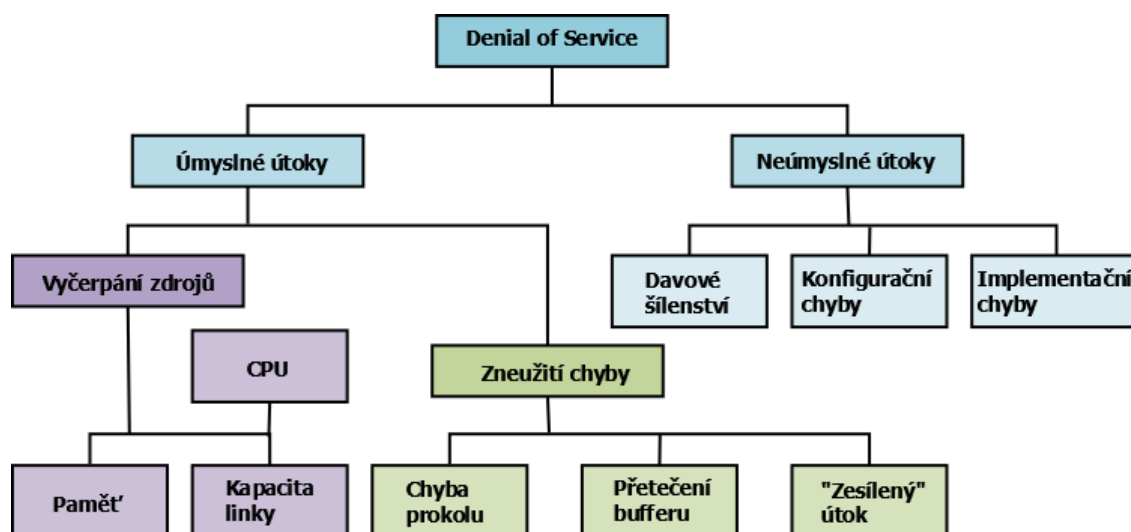 Denial of Service
Úmyslné útoky
Neúmyslné útoky
Vyčerpání zdrojů
Davové
šílenství
Konfigurační
chyby
Implementační
chyby
CPU
Zneužití chyby
Paměť
Kapacita
linky
Chyba
prokolu
Přetečení
bufferu
"Zesílený"
útok